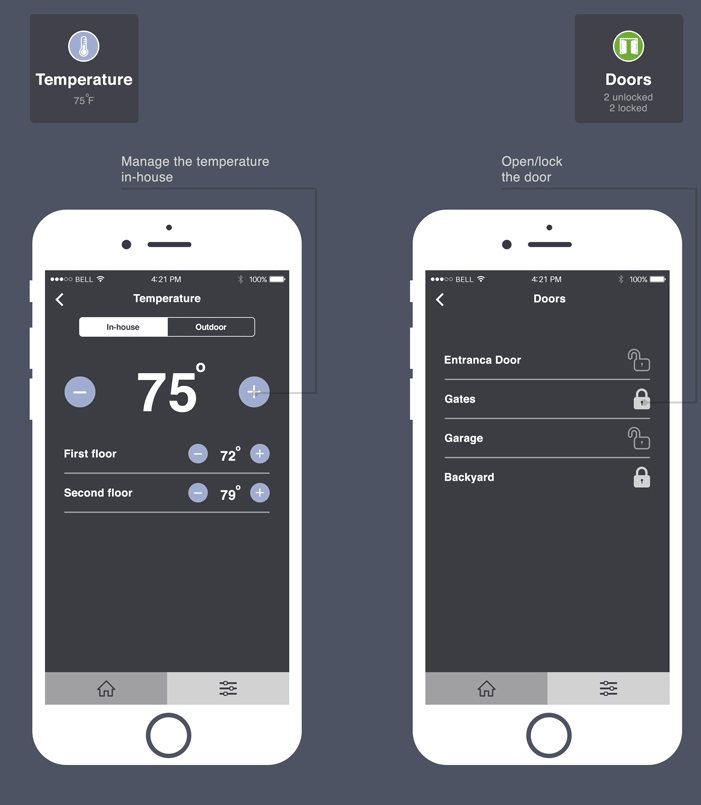 Temperature
75°F
Doors
2 unlocked
2 locked
Manage the temperature
in-house
Open/lock
the door
BELL 4:21 PM 100%
Temperature
In-house Outdoor
75°
First floor 72°
Second floor 79°
BELL 4:21 PM 100%
Doors
Entranca Door
Gates
Garage
Backyard